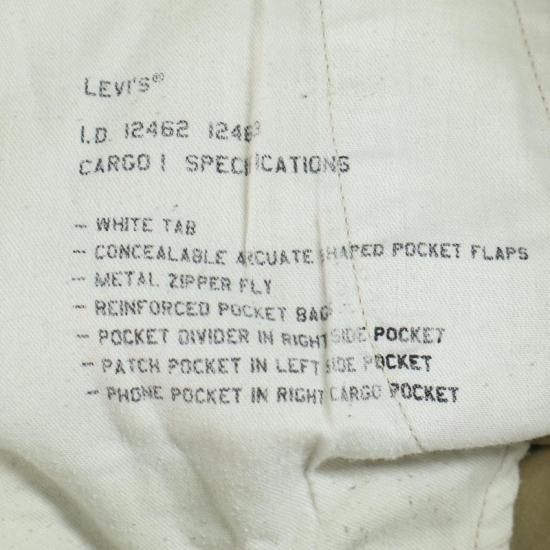 LEVI'S®
I.D. 12462 12463
CARGO I SPECIFICATIONS
– WHITE TAB
– CONCEALABLE ARCUATE SHAPED POCKET FLAPS
– METAL ZIPPER FLY
– REINFORCED POCKET BAG
– POCKET DIVIDER IN RIGHT SIDE POCKET
– PATCH POCKET IN LEFT SIDE POCKET
– PHONE POCKET IN RIGHT CARGO POCKET